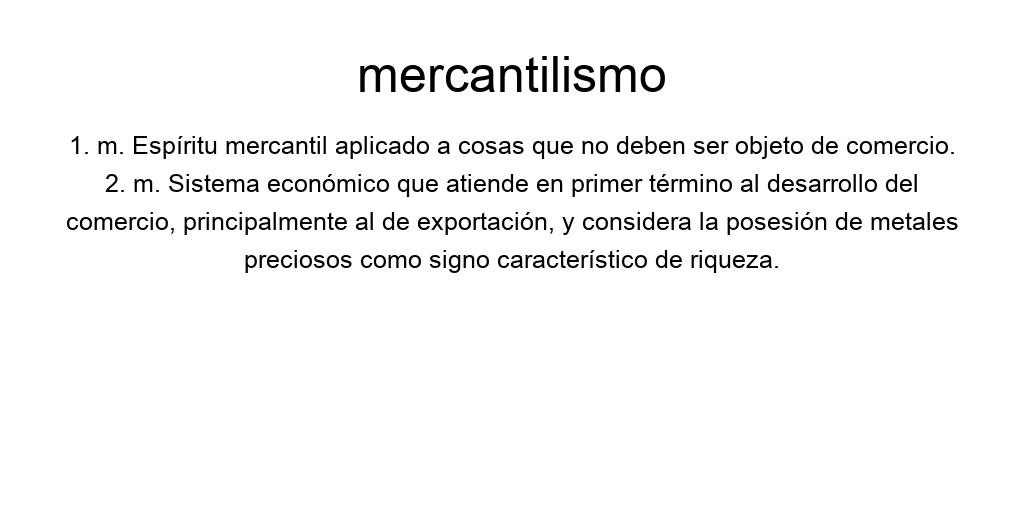 mercantilismo
1. m. Espíritu mercantil aplicado a cosas que no deben ser objeto de comercio.
2. m. Sistema económico que atiende en primer término al desarrollo del
comercio, principalmente al de exportación, y considera la posesión de metales
preciosos como signo característico de riqueza.